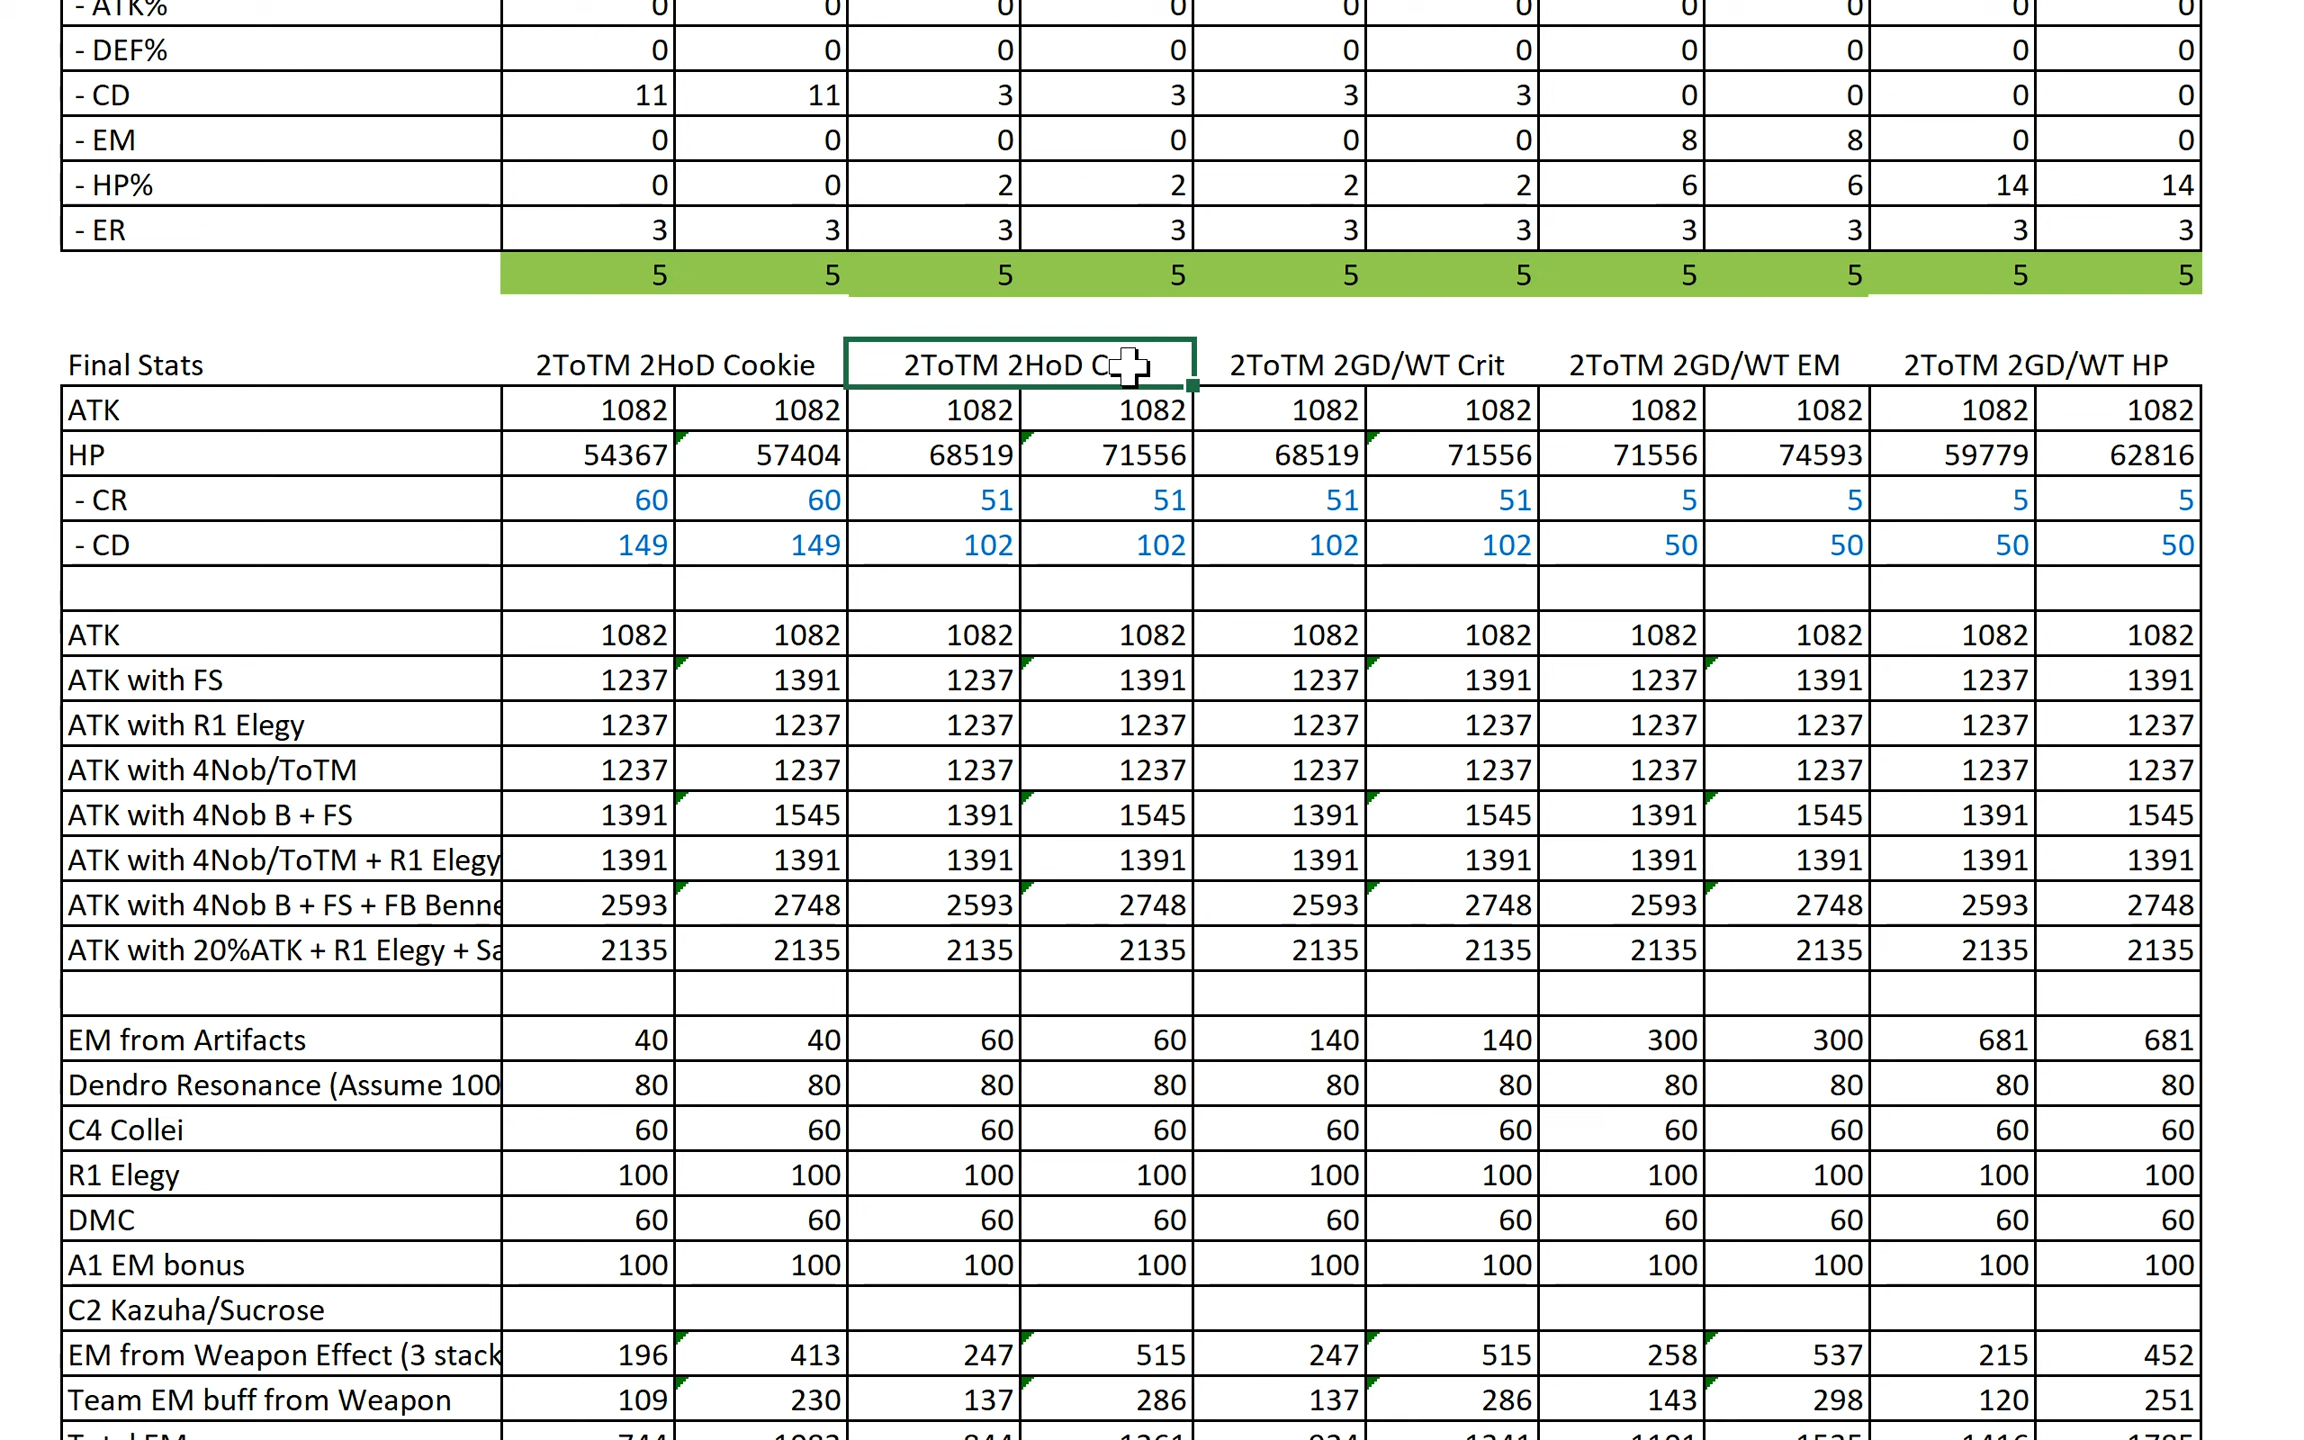 - ATK% 0 0 0 0 0 0 0 0 0 0
- DEF% 0 0 0 0 0 0 0 0 0 0
- CD 11 11 3 3 3 3 0 0 0 0
- EM 0 0 0 0 0 0 8 8 0 0
- HP% 0 0 2 2 2 2 6 6 14 14
- ER 3 3 3 3 3 3 3 3 3 3
5 5 5 5 5 5 5 5 5 5
Final Stats 2ToTM 2HoD Cookie 2ToTM 2HoD C 2ToTM 2GD/WT Crit 2ToTM 2GD/WT EM 2ToTM 2GD/WT HP
ATK 1082 1082 1082 1082 1082 1082 1082 1082 1082 1082
HP 54367 57404 68519 71556 68519 71556 71556 74593 59779 62816
- CR 60 60 51 51 51 51 5 5 5 5
- CD 149 149 102 102 102 102 50 50 50 50
ATK 1082 1082 1082 1082 1082 1082 1082 1082 1082 1082
ATK with FS 1237 1391 1237 1391 1237 1391 1237 1391 1237 1391
ATK with R1 Elegy 1237 1237 1237 1237 1237 1237 1237 1237 1237 1237
ATK with 4Nob/ToTM 1237 1237 1237 1237 1237 1237 1237 1237 1237 1237
ATK with 4Nob B + FS 1391 1545 1391 1545 1391 1545 1391 1545 1391 1545
ATK with 4Nob/ToTM + R1 Elegy 1391 1391 1391 1391 1391 1391 1391 1391 1391 1391
ATK with 4Nob B + FS + FB Benne 2593 2748 2593 2748 2593 2748 2593 2748 2593 2748
ATK with 20%ATK + R1 Elegy + Sa 2135 2135 2135 2135 2135 2135 2135 2135 2135 2135
EM from Artifacts 40 40 60 60 140 140 300 300 681 681
Dendro Resonance (Assume 100 80 80 80 80 80 80 80 80 80 80
C4 Collei 60 60 60 60 60 60 60 60 60 60
R1 Elegy 100 100 100 100 100 100 100 100 100 100
DMC 60 60 60 60 60 60 60 60 60 60
A1 EM bonus 100 100 100 100 100 100 100 100 100 100
C2 Kazuha/Sucrose
EM from Weapon Effect (3 stack 196 413 247 515 247 515 258 537 215 452
Team EM buff from Weapon 109 230 137 286 137 286 143 298 120 251